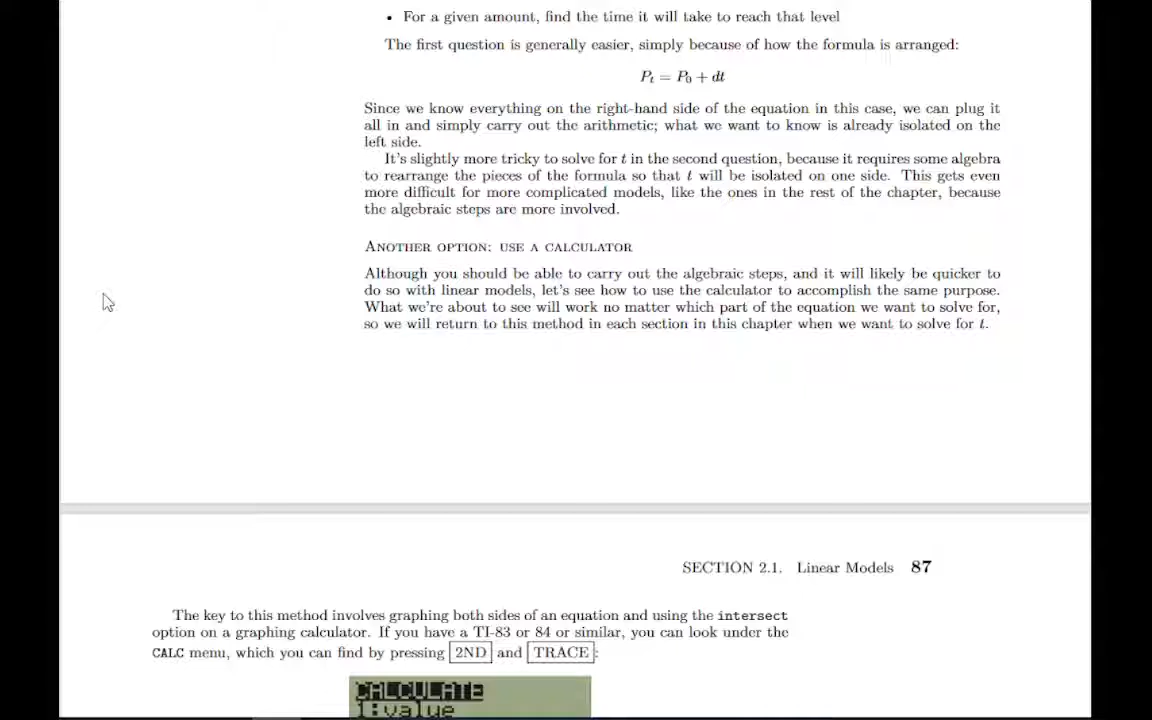 • For a given amount, find the time it will take to reach that level
The first question is generally easier, simply because of how the formula is arranged:
Pₜ = P₀ + dt
Since we know everything on the right-hand side of the equation in this case, we can plug it
all in and simply carry out the arithmetic; what we want to know is already isolated on the
left side.
It's slightly more tricky to solve for t in the second question, because it requires some algebra
to rearrange the pieces of the formula so that t will be isolated on one side. This gets even
more difficult for more complicated models, like the ones in the rest of the chapter, because
the algebraic steps are more involved.
ANOTHER OPTION: USE A CALCULATOR
Although you should be able to carry out the algebraic steps, and it will likely be quicker to
do so with linear models, let's see how to use the calculator to accomplish the same purpose.
What we're about to see will work no matter which part of the equation we want to solve for,
so we will return to this method in each section in this chapter when we want to solve for t.
SECTION 2.1. Linear Models 87
The key to this method involves graphing both sides of an equation and using the intersect
option on a graphing calculator. If you have a TI-83 or 84 or similar, you can look under the
CALC menu, which you can find by pressing 2ND and TRACE:
CALCULATE
1:value